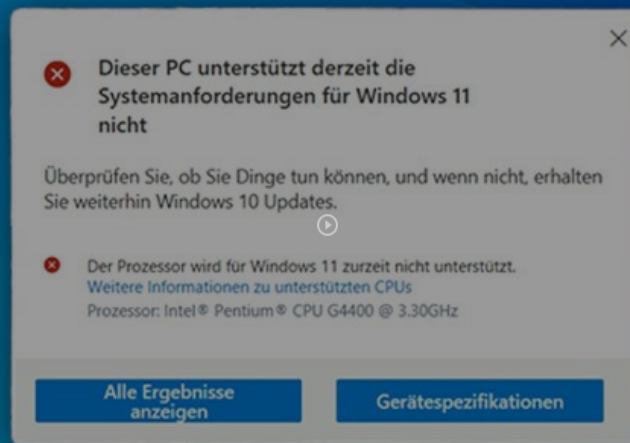 Dieser PC unterstützt derzeit die
Systemanforderungen für Windows 11
nicht
Überprüfen Sie, ob Sie Dinge tun können, und wenn nicht, erhalten
Sie weiterhin Windows 10 Updates.
Der Prozessor wird für Windows 11 zurzeit nicht unterstützt.
Weitere Informationen zu unterstützten CPUs
Prozessor: Intel® Pentium® CPU G4400 @ 3.30GHz
Alle Ergebnisse
anzeigen
Gerätespezifikationen